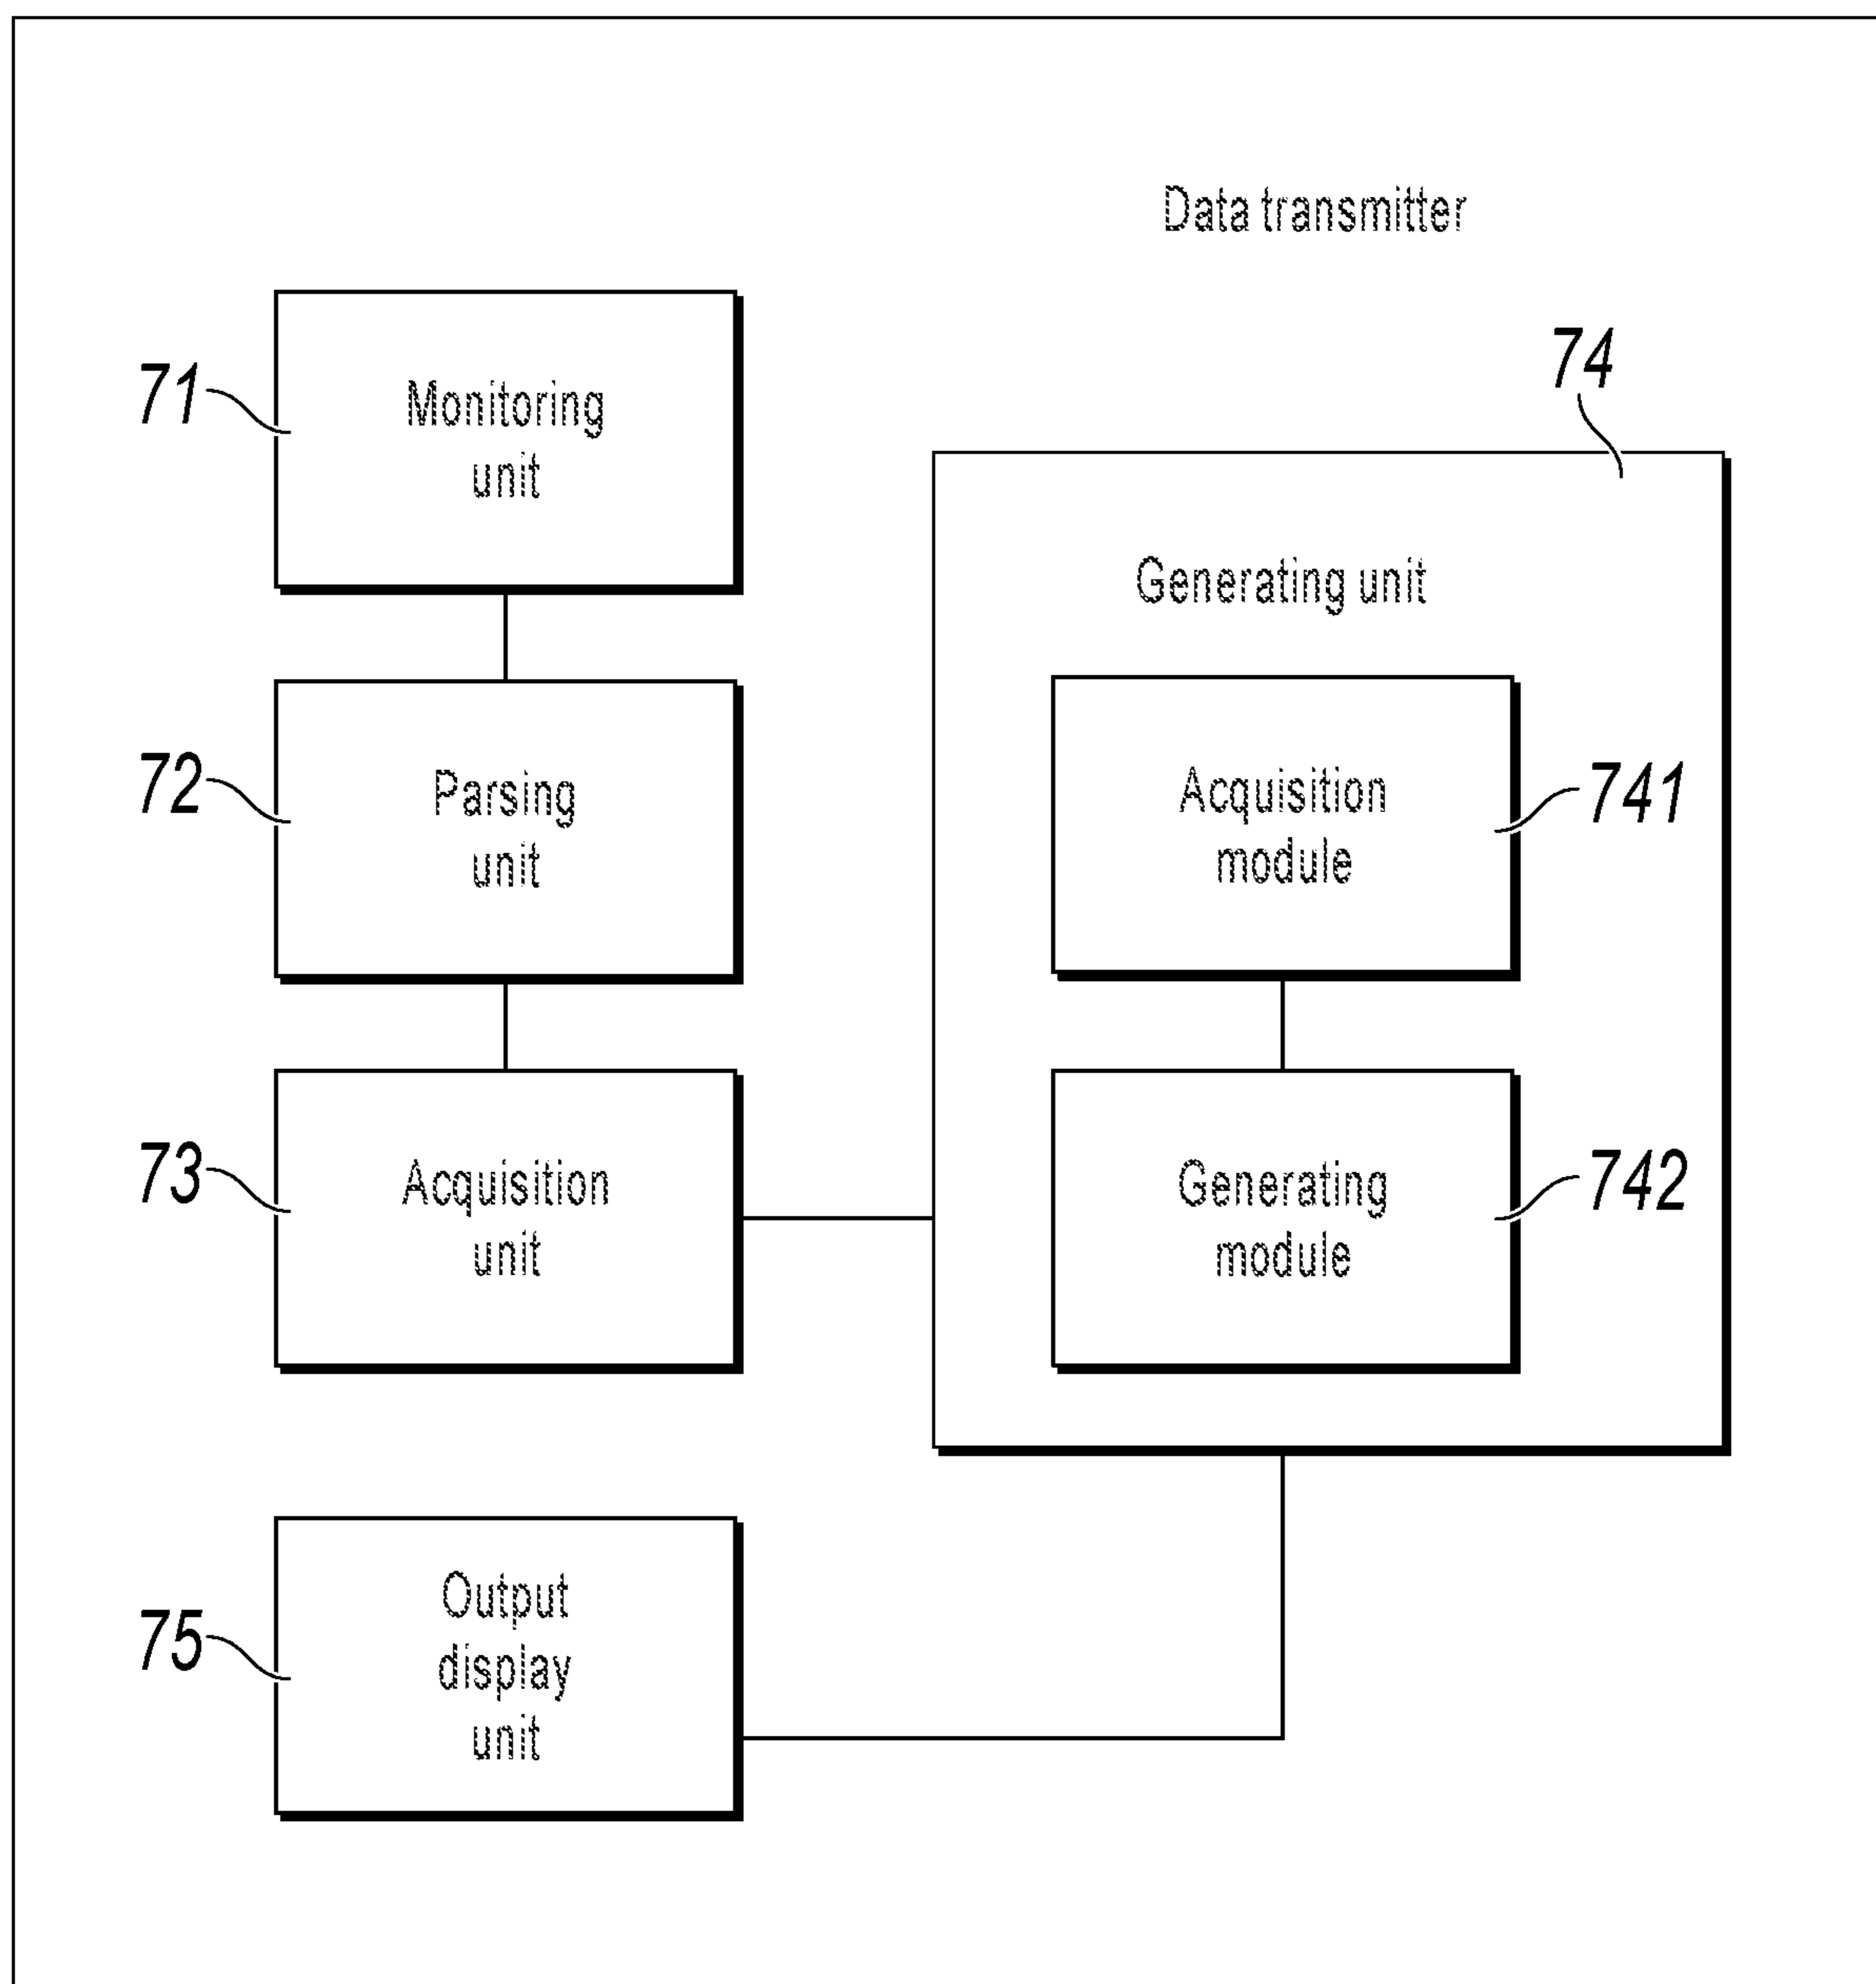 Data transmitter
71
Monitoring
unit
74
Generating unit
72
Parsing
unit
Acquisition
module
741
73
Acquisition
unit
Generating
module
742
75
Output
display
unit